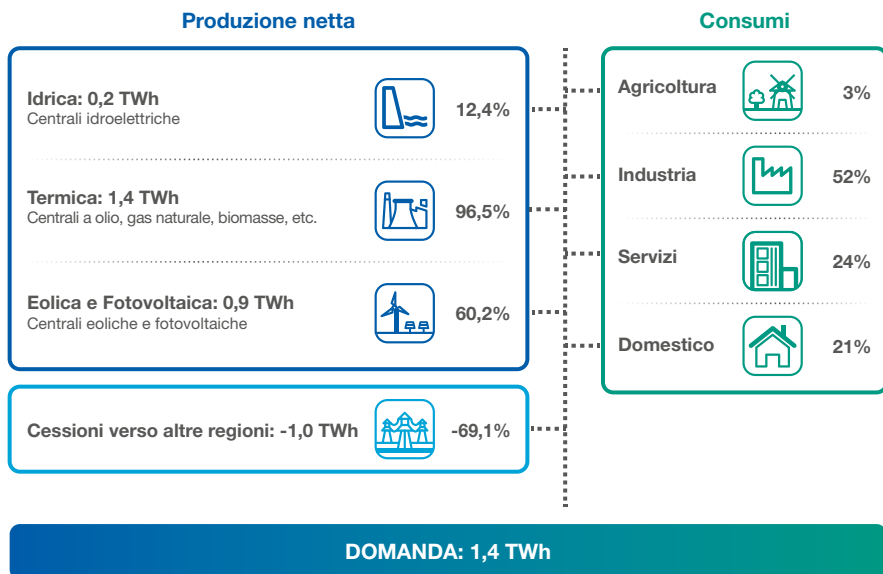 Produzione netta
Idrica: 0,2 TWh
Centrali idroelettriche
12,4%
Termica: 1,4 TWh
Centrali a olio, gas naturale, biomasse, etc.
96,5%
Eolica e Fotovoltaica: 0,9 TWh
Centrali eoliche e fotovoltaiche
60,2%
Cessioni verso altre regioni: -1,0 TWh
-69,1%
Consumi
Agricoltura
3%
Industria
52%
Servizi
24%
Domestico
21%
DOMANDA: 1,4 TWh